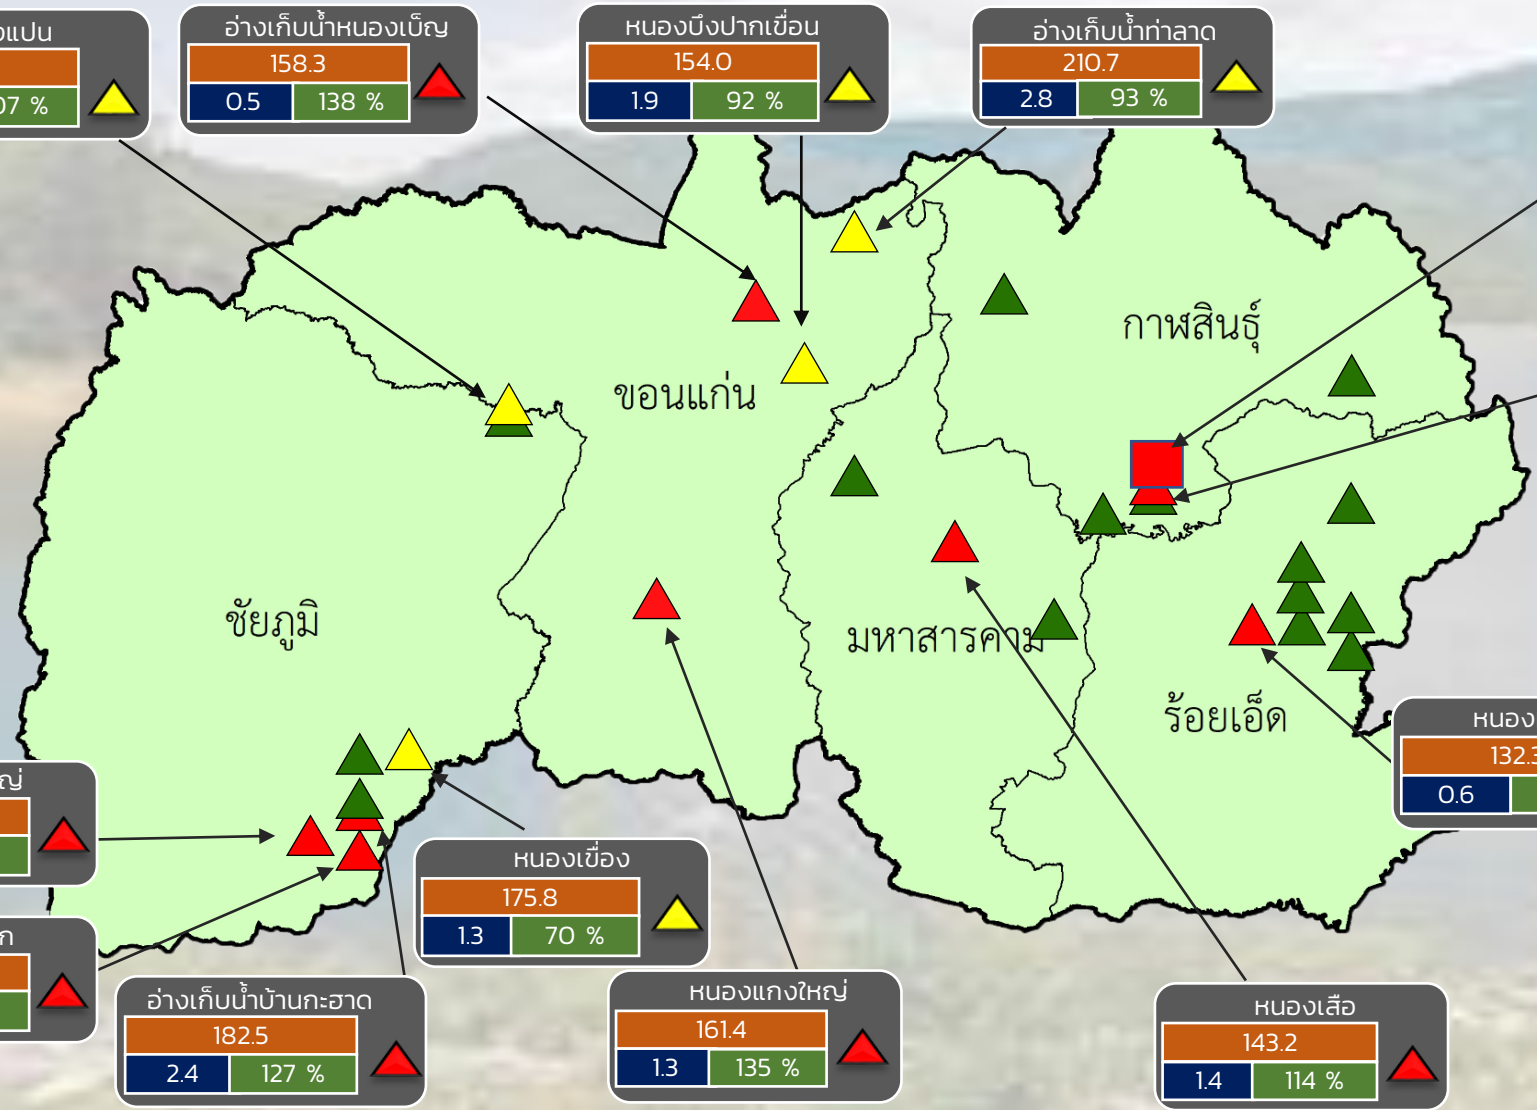 อ่างเก็บน้ำหนองเบ็ญ
158.3
0.5 138 %
หนองบึงปากเขื่อน
154.0
1.9 92 %
อ่างเก็บน้ำท่าลาด
210.7
2.8 93 %
กาฬสินธุ์
ขอนแก่น
ชัยภูมิ
มหาสารคาม
ร้อยเอ็ด
หนอง
132.3
0.6
หนองเขื่อง
175.8
1.3 70 %
อ่างเก็บน้ำบ้านกะฮาด
182.5
2.4 127 %
หนองแกงใหญ่
161.4
1.3 135 %
หนองเสือ
143.2
1.4 114 %